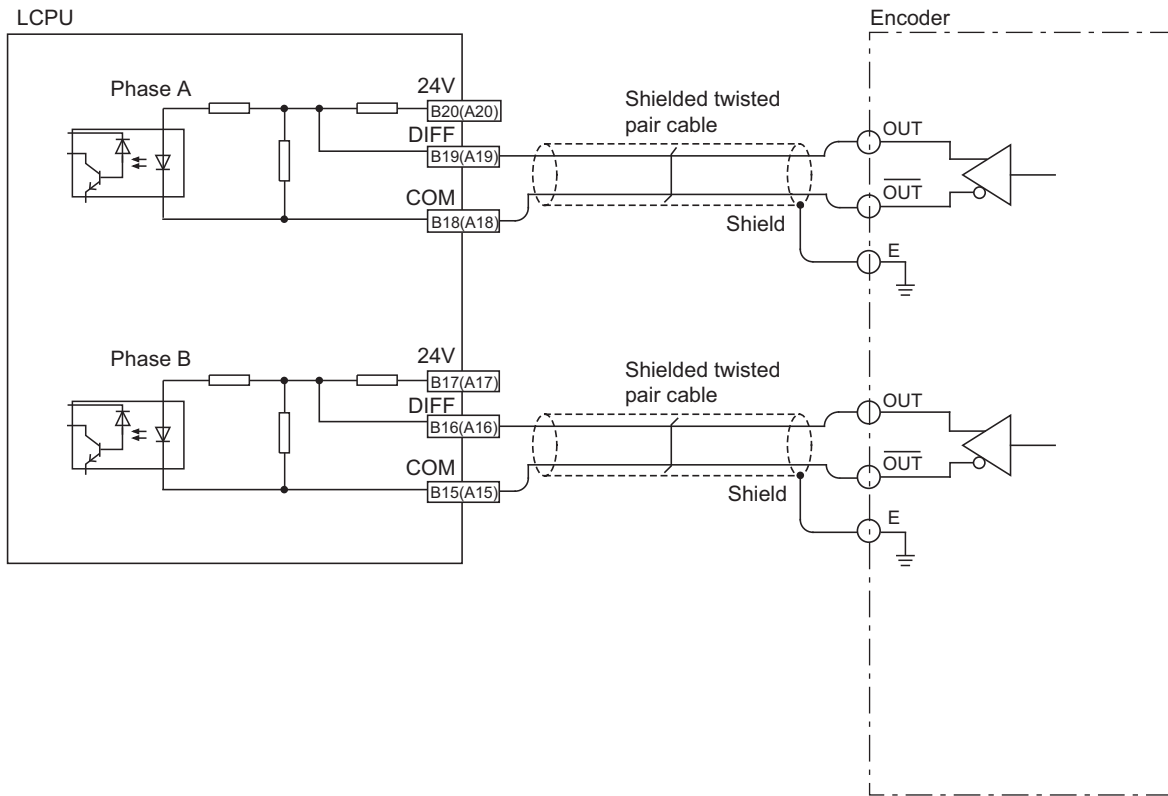 LCPU
Encoder
Phase A
24V
B20(A20)
DIFF
B19(A19)
COM
B18(A18)
Shielded twisted
pair cable
Shield
OUT
OUT
E
Phase B
24V
B17(A17)
DIFF
B16(A16)
COM
B15(A15)
Shielded twisted
pair cable
Shield
OUT
OUT
E